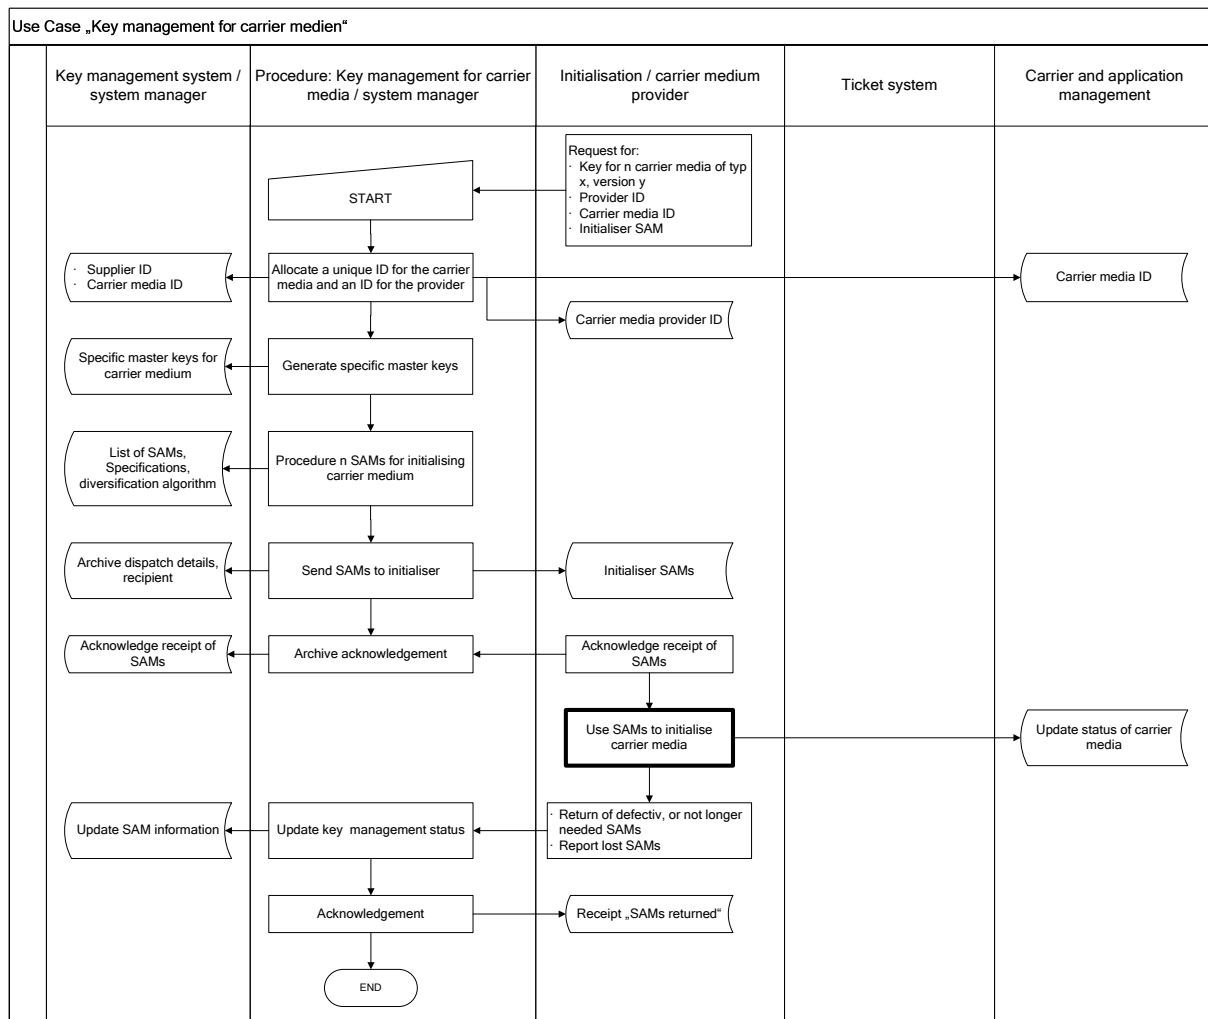 Use Case „Key management for carrier medien“
Key management system /
system manager
Procedure: Key management for carrier
media / system manager
Initialisation / carrier medium
provider
Ticket system
Carrier and application
management
Request for:
· Key for n carrier media of typ
x, version y
· Provider ID
· Carrier media ID
· Initialiser SAM
START
· Supplier ID
· Carrier media ID
Allocate a unique ID for the carrier
media and an ID for the provider
Carrier media ID
Carrier media provider ID
Specific master keys for
carrier medium
Generate specific master keys
List of SAMs,
Specifications,
diversification algorithm
Procedure n SAMs for initialising
carrier medium
Archive dispatch details,
recipient
Send SAMs to initialiser
Initialiser SAMs
Acknowledge receipt of
SAMs
Archive acknowledgement
Acknowledge receipt of
SAMs
Use SAMs to initialise
carrier media
Update status of carrier
media
Update SAM information
Update key  management status
· Return of defectiv, or not longer
needed SAMs
· Report lost SAMs
Acknowledgement
Receipt „SAMs returned“
END